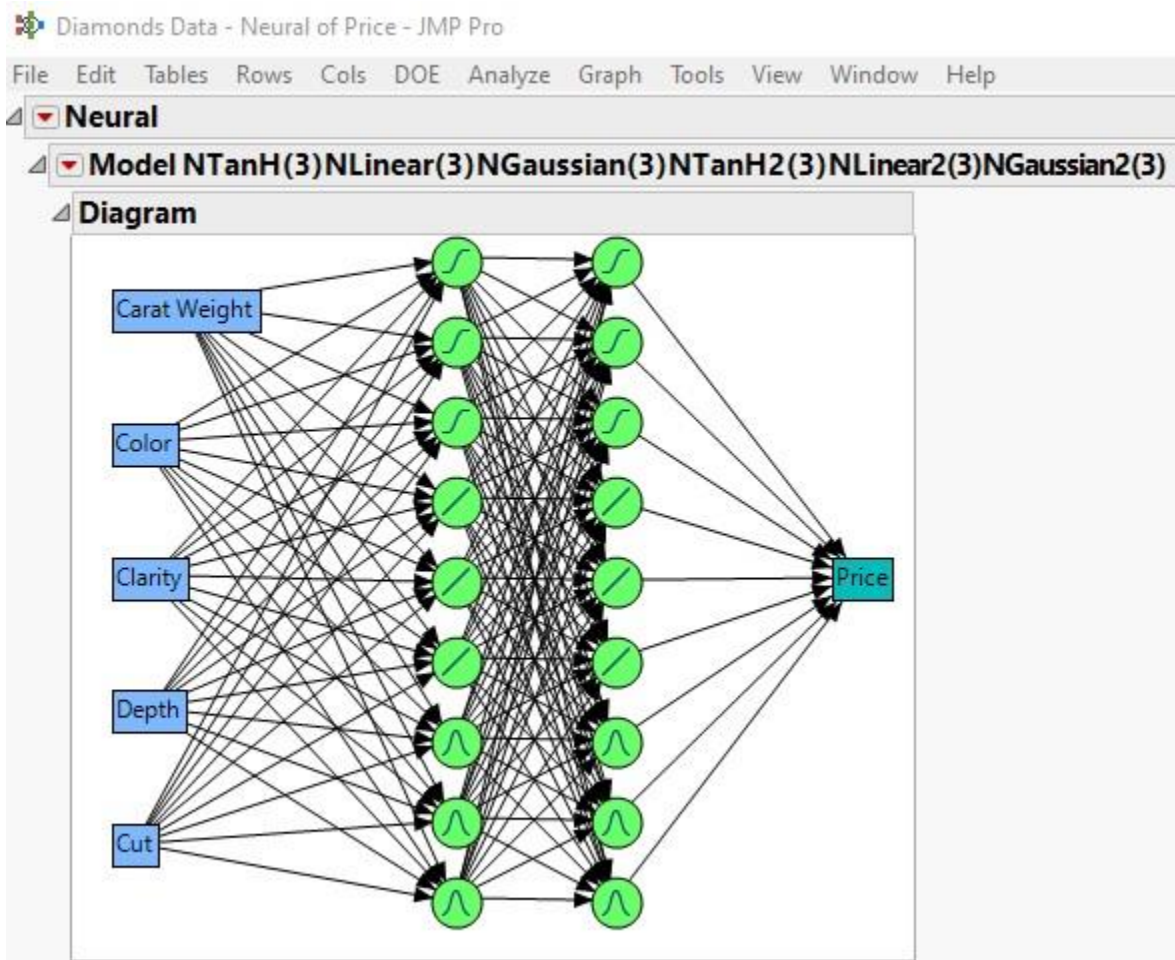 Diamonds Data - Neural of Price - JMP Pro
File Edit Tables Rows Cols DOE Analyze Graph Tools View Window Help
Neural
Model NTanH(3)NLinear(3)NGaussian(3)NTanH2(3)NLinear2(3)NGaussian2(3)
Diagram
Carat Weight
Color
Clarity
Price
Depth
Cut